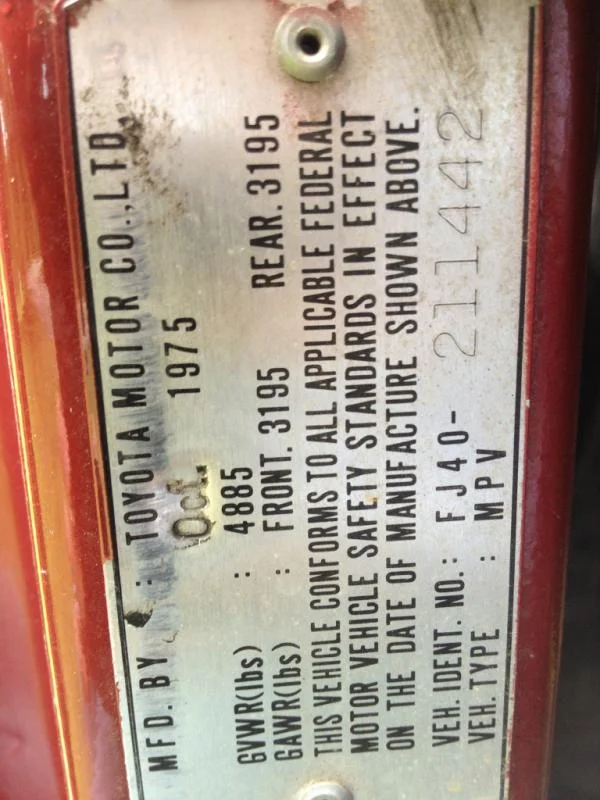 MFD. BY : TOYOTA MOTOR CO.,LTD.
Oct. 1975
GVWR(lbs) : 4885
GAWR(lbs) : FRONT. 3195 REAR. 3195
THIS VEHICLE CONFORMS TO ALL APPLICABLE FEDERAL
MOTOR VEHICLE SAFETY STANDARDS IN EFFECT
ON THE DATE OF MANUFACTURE SHOWN ABOVE.
VEH. IDENT. NO.: FJ40- 2114442
VEH. TYPE : MPV